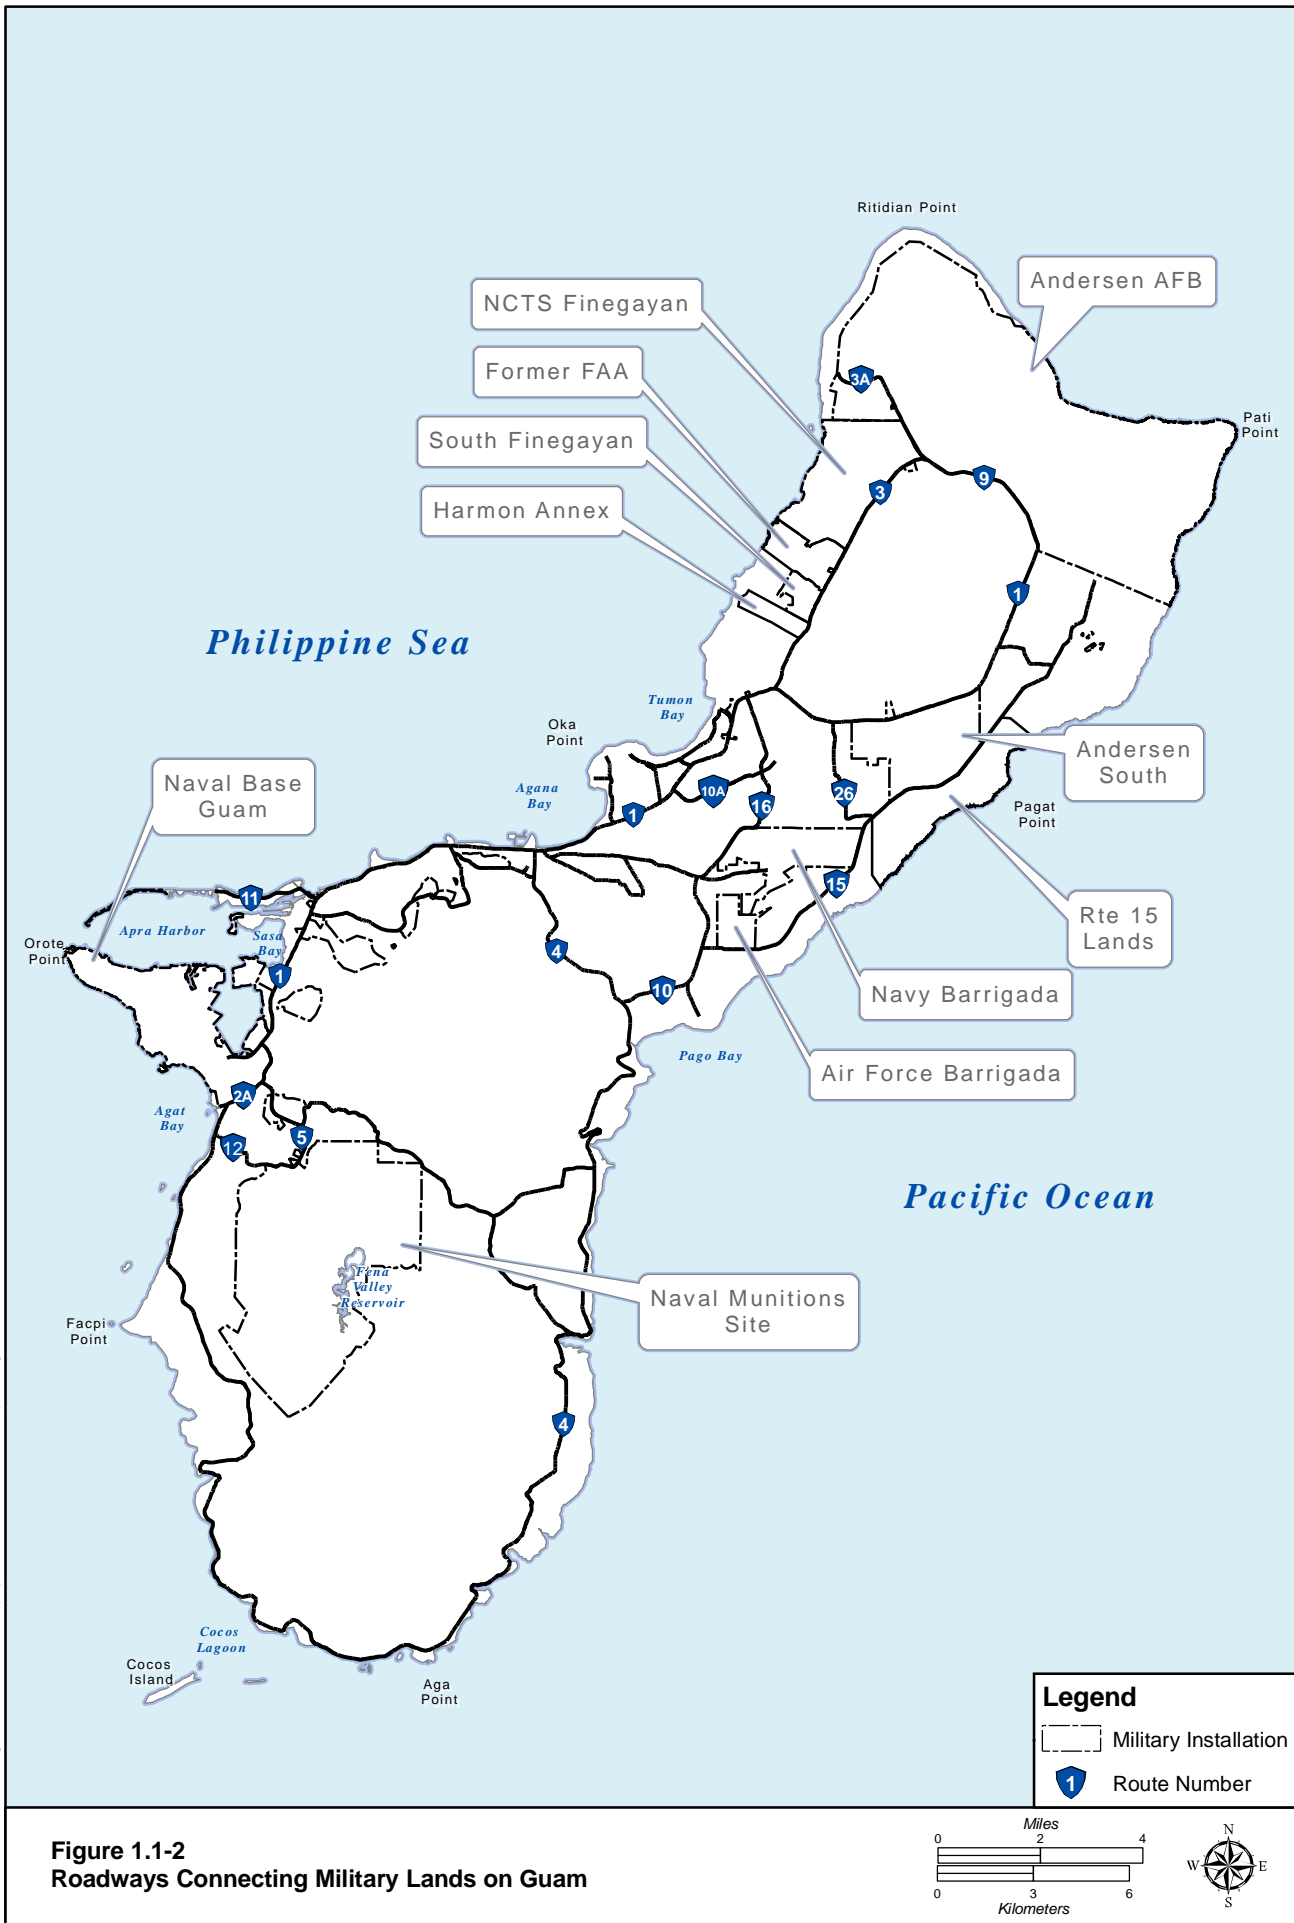 Ritidian Point
Andersen AFB
NCTS Finegayan
Former FAA
3A
South Finegayan
Pati
Point
Harmon Annex
9
3
1
Philippine Sea
Tumon
Bay
Oka
Point
Andersen
South
Naval Base
Guam
Agana
Bay
10A
16
26
1
Pagat
Point
15
11
Rte 15
Lands
Apra Harbor
Sasa
Bay
Orote
Point
4
1
10
Navy Barrigada
Pago Bay
Air Force Barrigada
2A
Agat
Bay
12
5
Pacific Ocean
Fena
Valley
Reservoir
Naval Munitions
Site
Facpi
Point
4
Cocos
Lagoon
Cocos
Island
Aga
Point
Legend
Military Installation
1 Route Number
Figure 1.1-2
Roadways Connecting Military Lands on Guam
Miles
0 2 4
0 3 6
Kilometers
N
W E
S